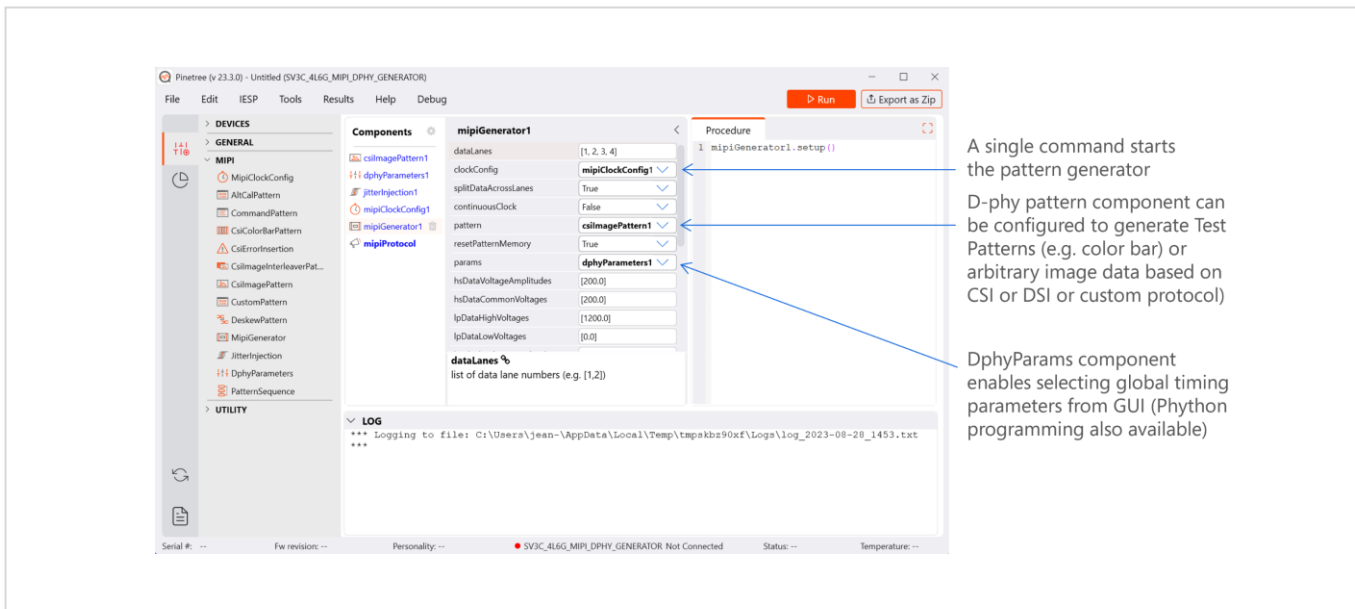 Pinetree (v 23.3.0) - Untitled (SV3C_4L6G_MIPI_DPHY_GENERATOR)
File Edit IESP Tools Results Help Debug
Run
Export as Zip
DEVICES
GENERAL
MIPI
MipiClockConfig
AltCalPattern
CommandPattern
CsiColorBarPattern
CsiErrorInsertion
CsiImageInterleaverPat...
CsiImagePattern
CustomPattern
DeskewPattern
MipiGenerator
JitterInjection
DphyParameters
PatternSequence
UTILITY
Components
csiImagePattern1
dphyParameters1
jitterInjection1
mipiClockConfig1
mipiGenerator1
mipiProtocol
mipiGenerator1
dataLanes [1, 2, 3, 4]
clockConfig mipiClockConfig1
splitDataAcrossLanes True
continuousClock False
pattern csiImagePattern1
resetPatternMemory True
params dphyParameters1
hsDataVoltageAmplitudes [200.0]
hsDataCommonVoltages [200.0]
lpDataHighVoltages [1200.0]
lpDataLowVoltages [0.0]
dataLanes
list of data lane numbers (e.g. [1,2])
Procedure
1 mipiGenerator1.setup()
LOG
*** Logging to file: C:\Users\jean-\AppData\Local\Temp\tmpskbz90xf\Logs\log_2023-08-28_1453.txt
***
Serial #: -- Fw revision: -- Personality: -- SV3C_4L6G_MIPI_DPHY_GENERATOR Not Connected Status: -- Temperature: --
A single command starts
the pattern generator
D-phy pattern component can
be configured to generate Test
Patterns (e.g. color bar) or
arbitrary image data based on
CSI or DSI or custom protocol)
DphyParams component
enables selecting global timing
parameters from GUI (Phython
programming also available)